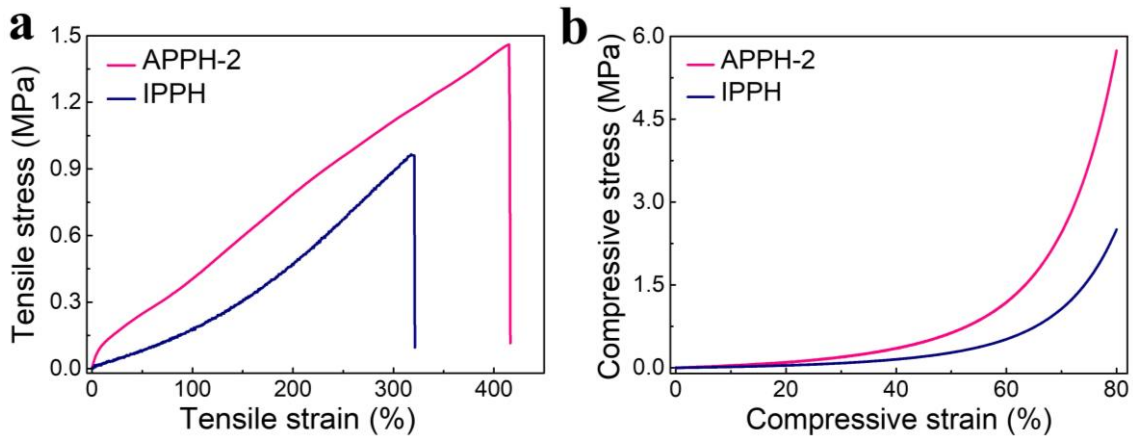 a
Tensile stress (MPa)
1.5
1.2
0.9
0.6
0.3
0.0
APPH-2
IPPH
0
100
200
300
400
Tensile strain (%)
b
Compressive stress (MPa)
6.0
4.5
3.0
1.5
0.0
APPH-2
IPPH
0
20
40
60
80
Compressive strain (%)